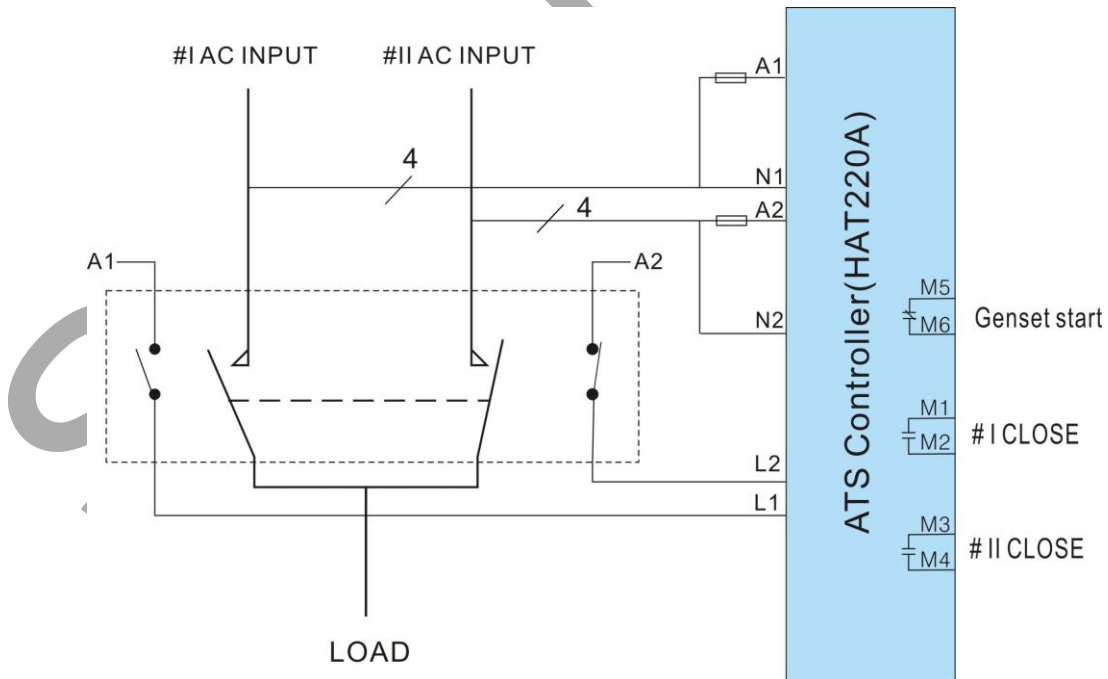 #I AC INPUT
#II AC INPUT
A1
4
N1
A2
4
A1
A2
N2
M5
M6
Genset start
M1
M2
# I CLOSE
L2
L1
M3
M4
# II CLOSE
ATS Controller(HAT220A)
LOAD